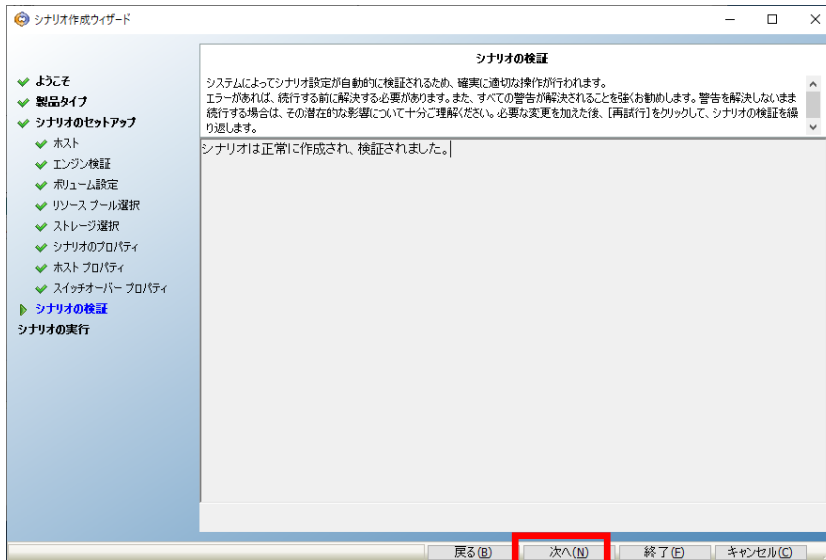 シナリオ作成ウィザード
ようこそ
製品タイプ
シナリオのセットアップ
ホスト
エンジン検証
ボリューム設定
リソース プール選択
ストレージ選択
シナリオのプロパティ
ホスト プロパティ
スイッチオーバー プロパティ
シナリオの検証
シナリオの実行
シナリオの検証
システムによってシナリオ設定が自動的に検証されるため、確実に適切な操作が行われます。
エラーがあれば、続行する前に解決する必要があります。また、すべての警告が解決されることを強くお勧めします。警告を解決しないまま
続行する場合は、その潜在的な影響について十分ご理解ください。必要な変更を加えた後、[再試行]をクリックして、シナリオの検証を繰
り返します。
シナリオは正常に作成され、検証されました。
戻る(B)
次へ(N)
終了(F)
キャンセル(C)